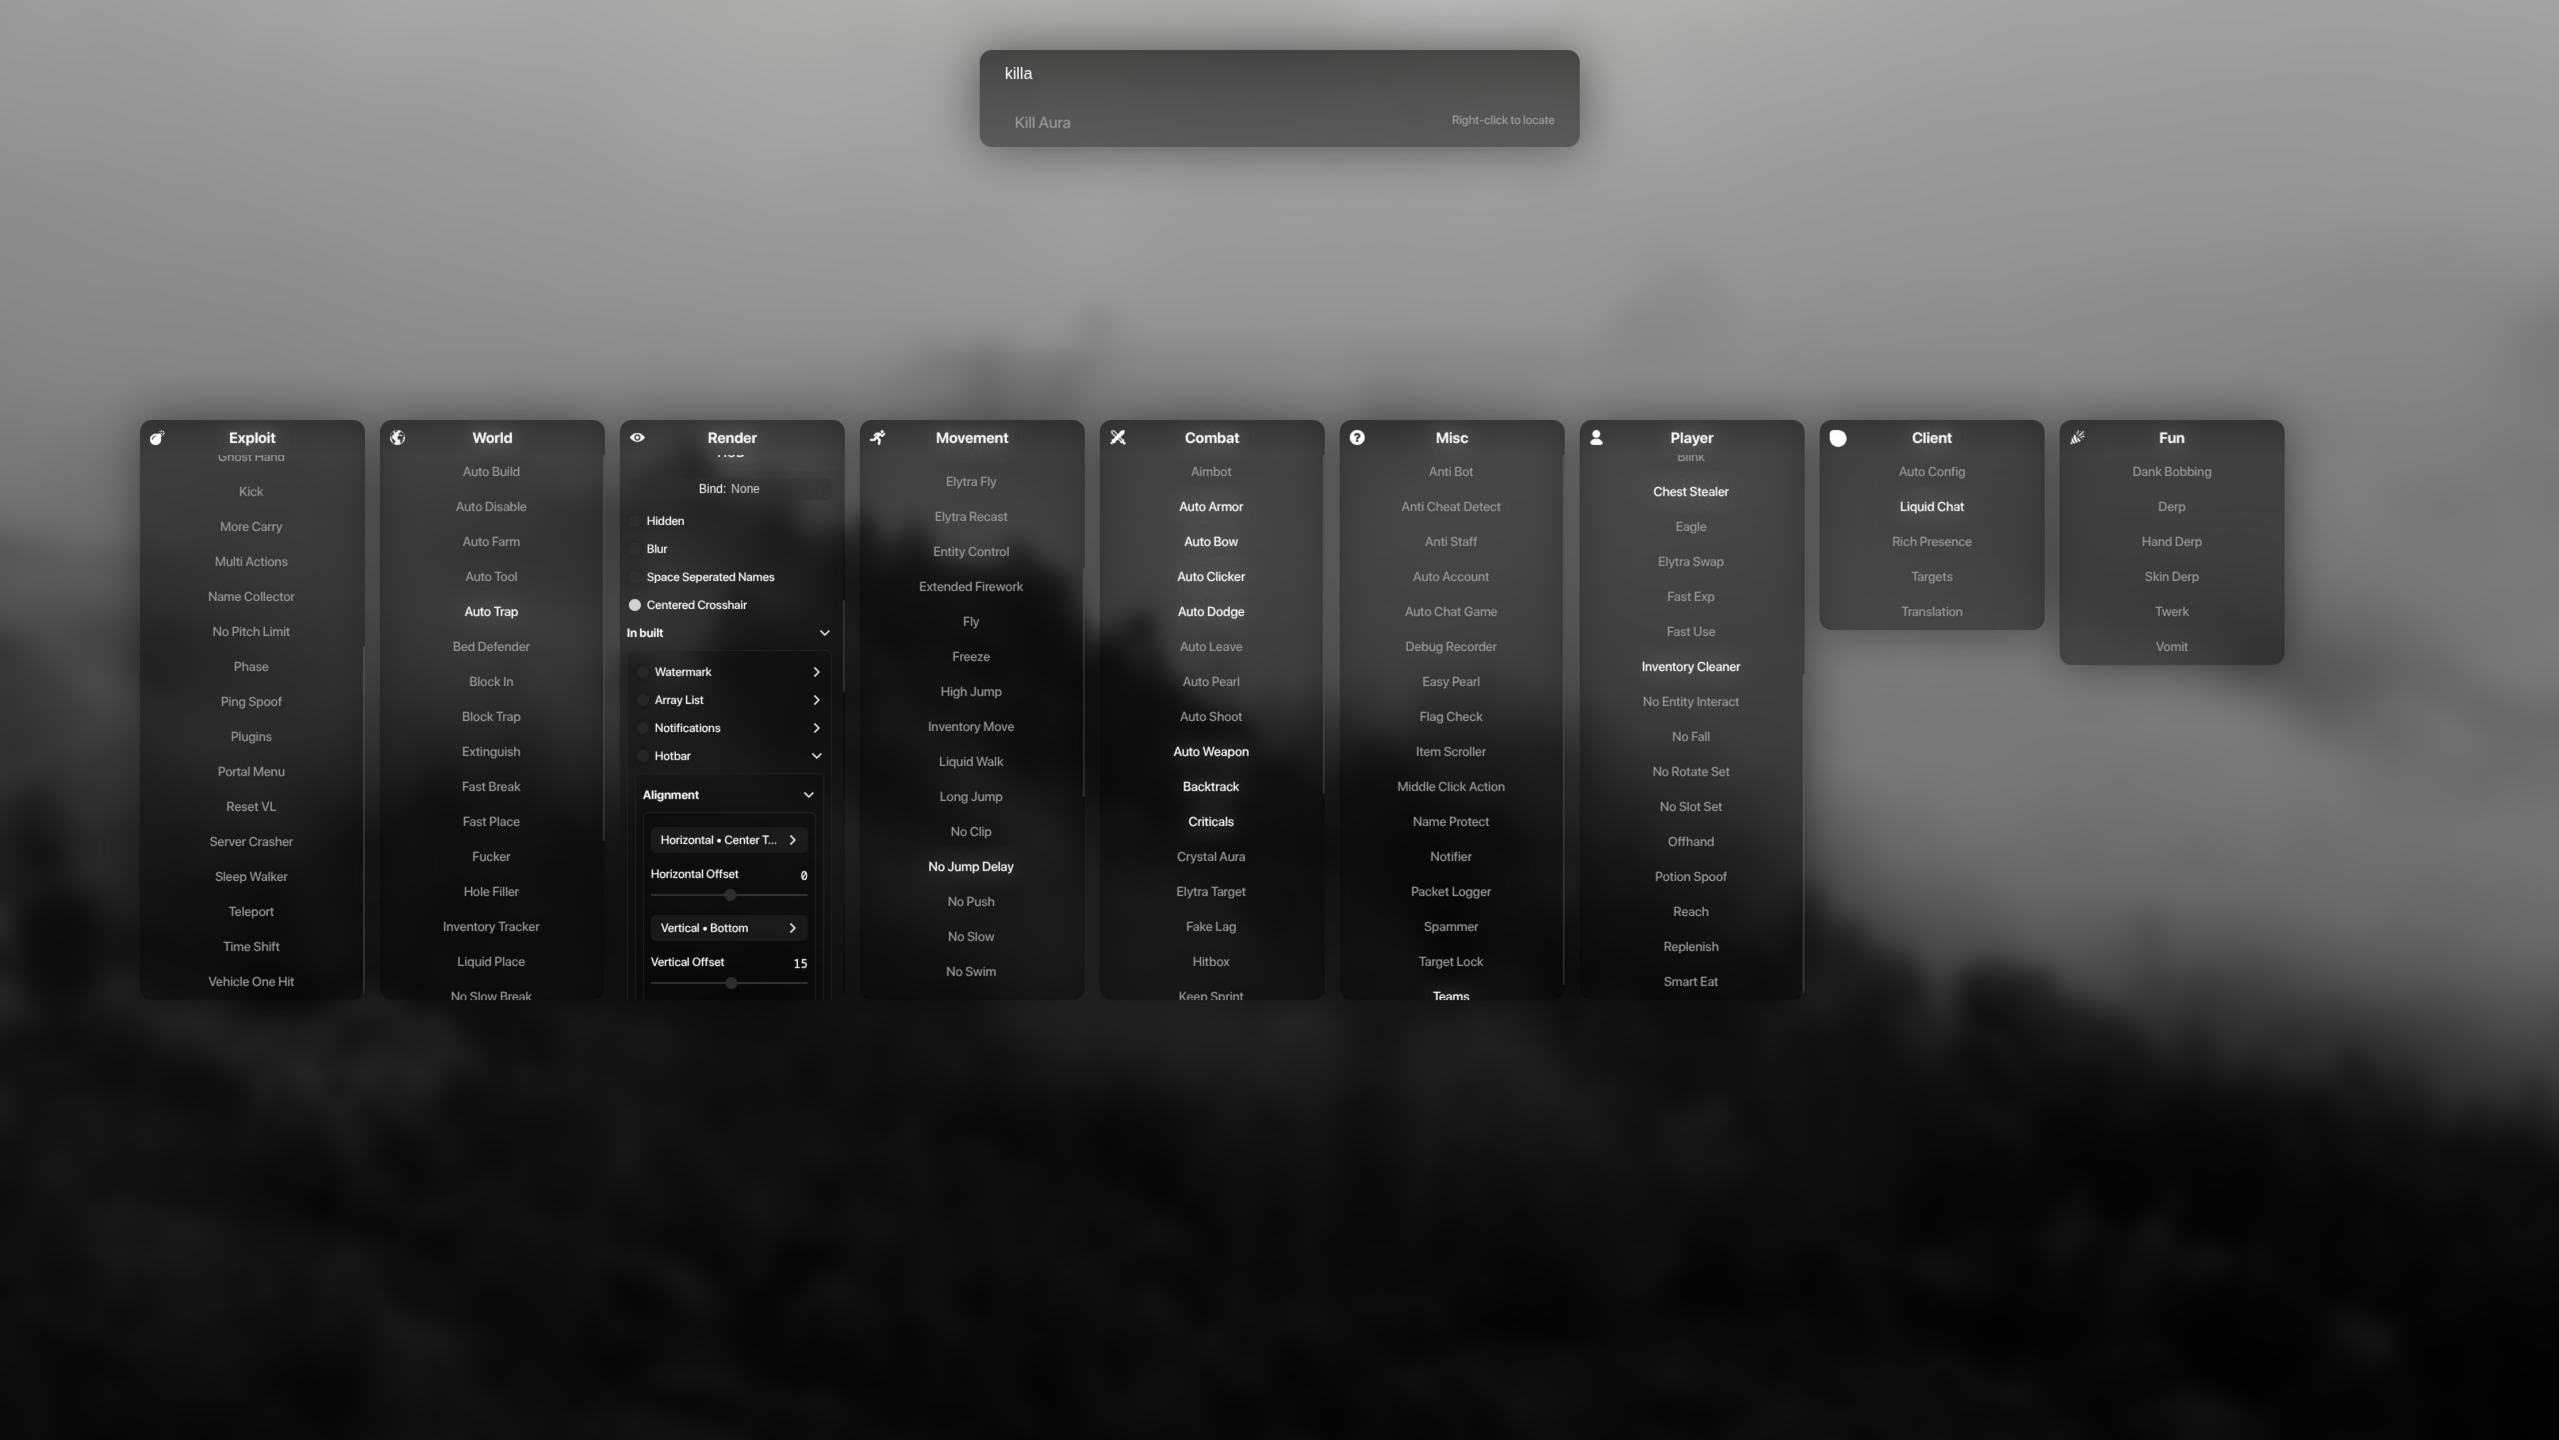 killa
Kill Aura
Right-click to locate
Exploit
Ghost Hand
Kick
More Carry
Multi Actions
Name Collector
No Pitch Limit
Phase
Ping Spoof
Plugins
Portal Menu
Reset VL
Server Crasher
Sleep Walker
Teleport
Time Shift
Vehicle One Hit
World
Auto Build
Auto Disable
Auto Farm
Auto Tool
Auto Trap
Bed Defender
Block In
Block Trap
Extinguish
Fast Break
Fast Place
Fucker
Hole Filler
Inventory Tracker
Liquid Place
No Slow Break
Render
Bind: None
Hidden
Blur
Space Seperated Names
Centered Crosshair
In built
Watermark
Array List
Notifications
Hotbar
Alignment
Horizontal • Center T...
Horizontal Offset 0
Vertical • Bottom
Vertical Offset 15
Movement
Elytra Fly
Elytra Recast
Entity Control
Extended Firework
Fly
Freeze
High Jump
Inventory Move
Liquid Walk
Long Jump
No Clip
No Jump Delay
No Push
No Slow
No Swim
Combat
Aimbot
Auto Armor
Auto Bow
Auto Clicker
Auto Dodge
Auto Leave
Auto Pearl
Auto Shoot
Auto Weapon
Backtrack
Criticals
Crystal Aura
Elytra Target
Fake Lag
Hitbox
Keep Sprint
Misc
Anti Bot
Anti Cheat Detect
Anti Staff
Auto Account
Auto Chat Game
Debug Recorder
Easy Pearl
Flag Check
Item Scroller
Middle Click Action
Name Protect
Notifier
Packet Logger
Spammer
Target Lock
Teams
Player
Blink
Chest Stealer
Eagle
Elytra Swap
Fast Exp
Fast Use
Inventory Cleaner
No Entity Interact
No Fall
No Rotate Set
No Slot Set
Offhand
Potion Spoof
Reach
Replenish
Smart Eat
Client
Auto Config
Liquid Chat
Rich Presence
Targets
Translation
Fun
Dank Bobbing
Derp
Hand Derp
Skin Derp
Twerk
Vomit